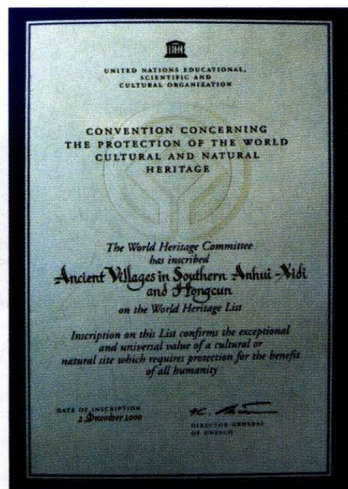 UNITED NATIONS EDUCATIONAL,
SCIENTIFIC AND
CULTURAL ORGANIZATION
CONVENTION CONCERNING
THE PROTECTION OF THE WORLD
CULTURAL AND NATURAL
HERITAGE
The World Heritage Committee
has inscribed
Ancient Villages in Southern Anhui - Xidi
and Hongcun
on the World Heritage List
Inscription on this List confirms the exceptional
and universal value of a cultural or
natural site which requires protection for the benefit
of all humanity
DATE OF INSCRIPTION
2 December 2000
DIRECTOR-GENERAL
OF UNESCO